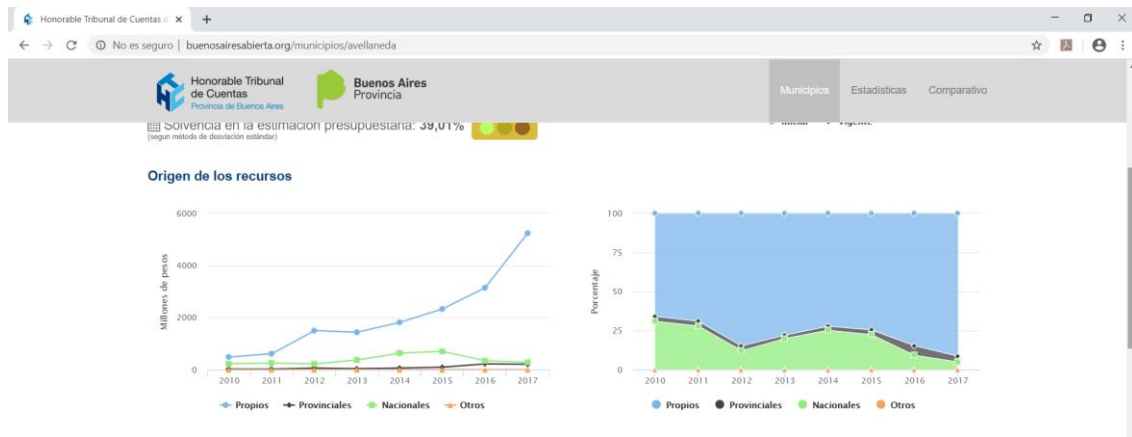 Honorable Tribunal de Cuentas d
No es seguro | buenosairesabierta.org/municipios/avellaneda
Honorable Tribunal
de Cuentas
Provincia de Buenos Aires
Buenos Aires
Provincia
Municipios Estadísticas Comparativo
Solvencia en la estimación presupuestaria: 39,01%
(segun método de desviación estándar)
Inicial Vigente
Origen de los recursos
6000
4000
2000
0
Millones de pesos
2010 2011 2012 2013 2014 2015 2016 2017
Propios Provinciales Nacionales Otros
100
75
50
25
0
Porcentaje
2010 2011 2012 2013 2014 2015 2016 2017
Propios Provinciales Nacionales Otros